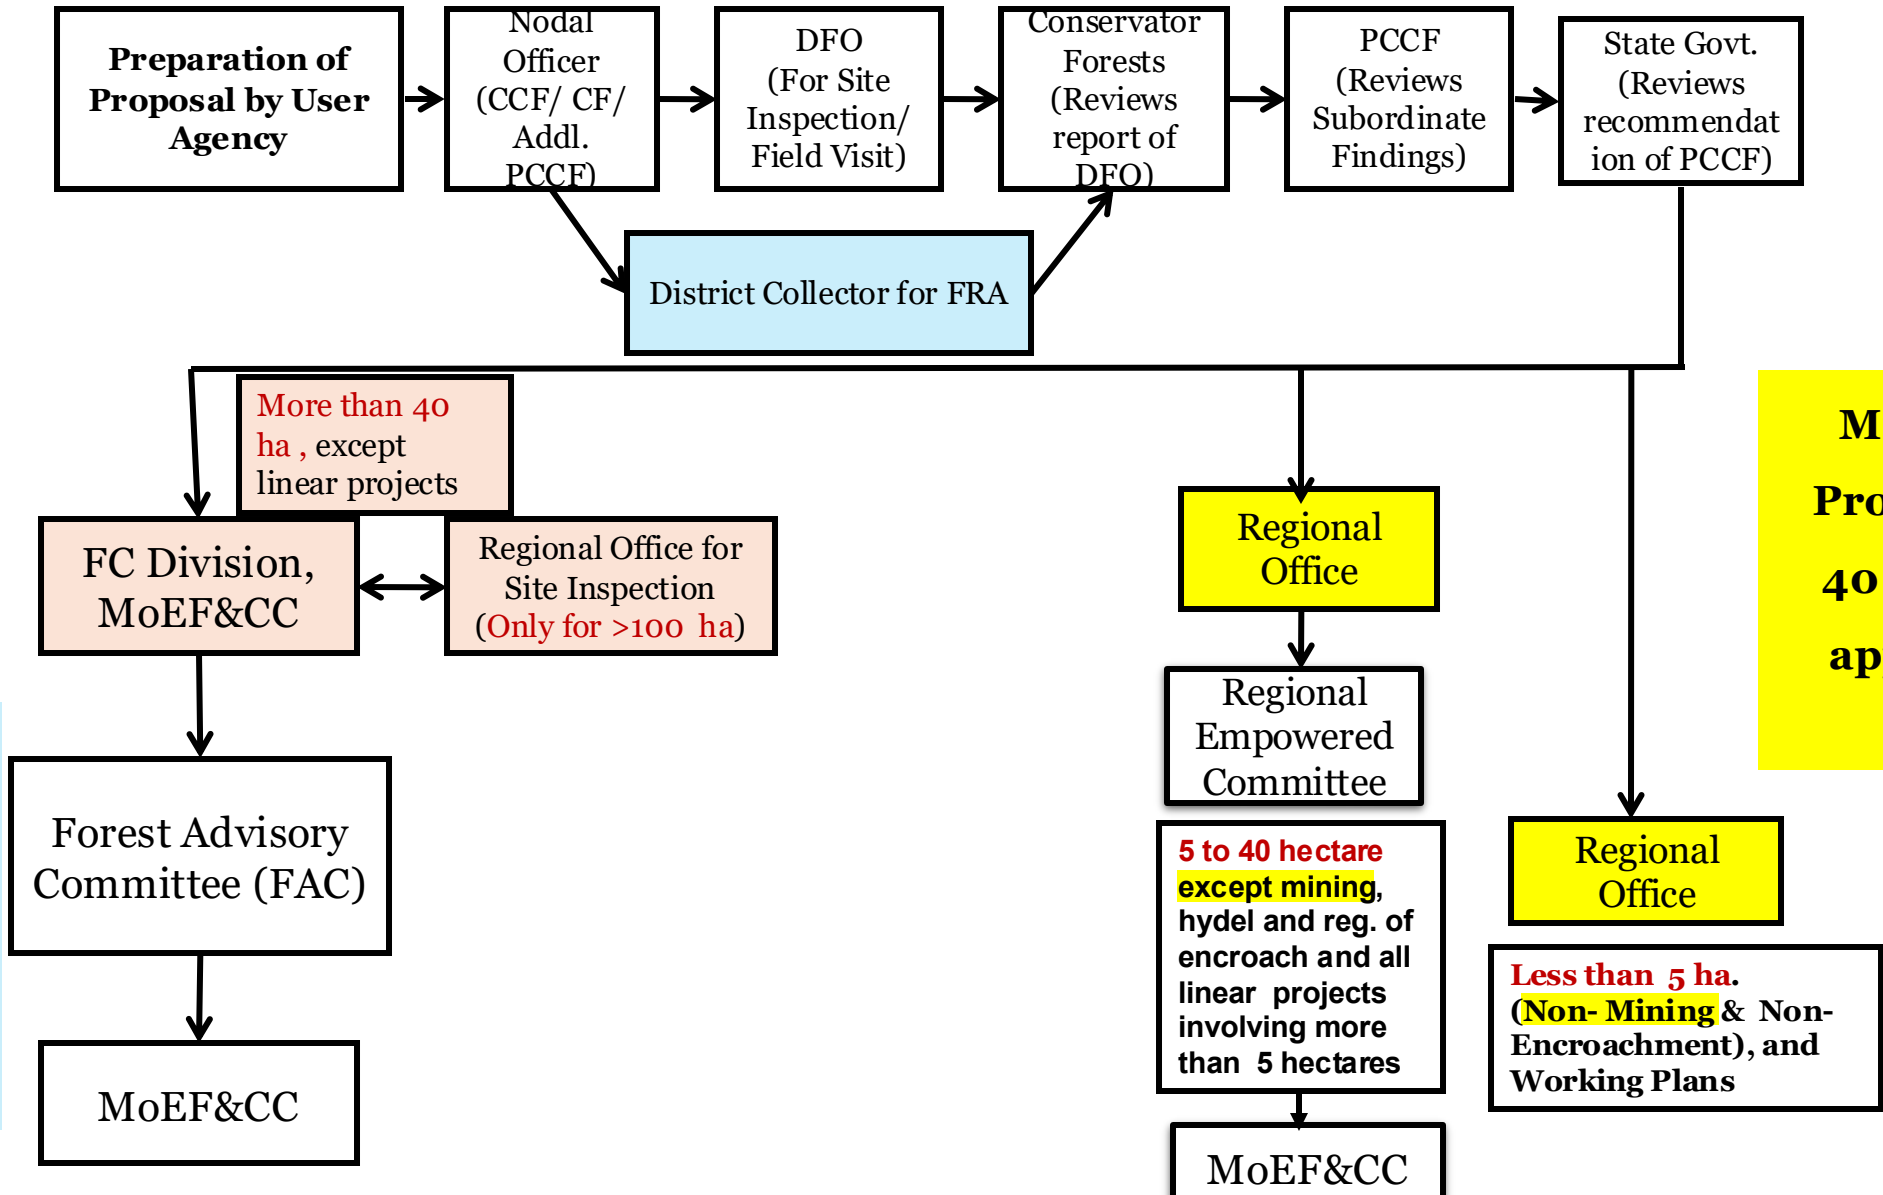 Preparation of
Proposal by User
Agency
Nodal
Officer
(CCF/ CF/
Addl.
PCCF)
DFO
(For Site
Inspection/
Field Visit)
Conservator
Forests
(Reviews
report of
DFO)
PCCF
(Reviews
Subordinate
Findings)
State Govt.
(Reviews
recommendat
ion of PCCF)
District Collector for FRA
More than 40
ha , except
linear projects
FC Division,
MoEF&CC
Regional Office for
Site Inspection
(Only for >100 ha)
Forest Advisory
Committee (FAC)
MoEF&CC
Regional
Office
Regional
Empowered
Committee
5 to 40 hectare
except mining,
hydel and reg. of
encroach and all
linear projects
involving more
than 5 hectares
MoEF&CC
Regional
Office
Less than 5 ha.
(Non- Mining & Non-
Encroachment), and
Working Plans
40